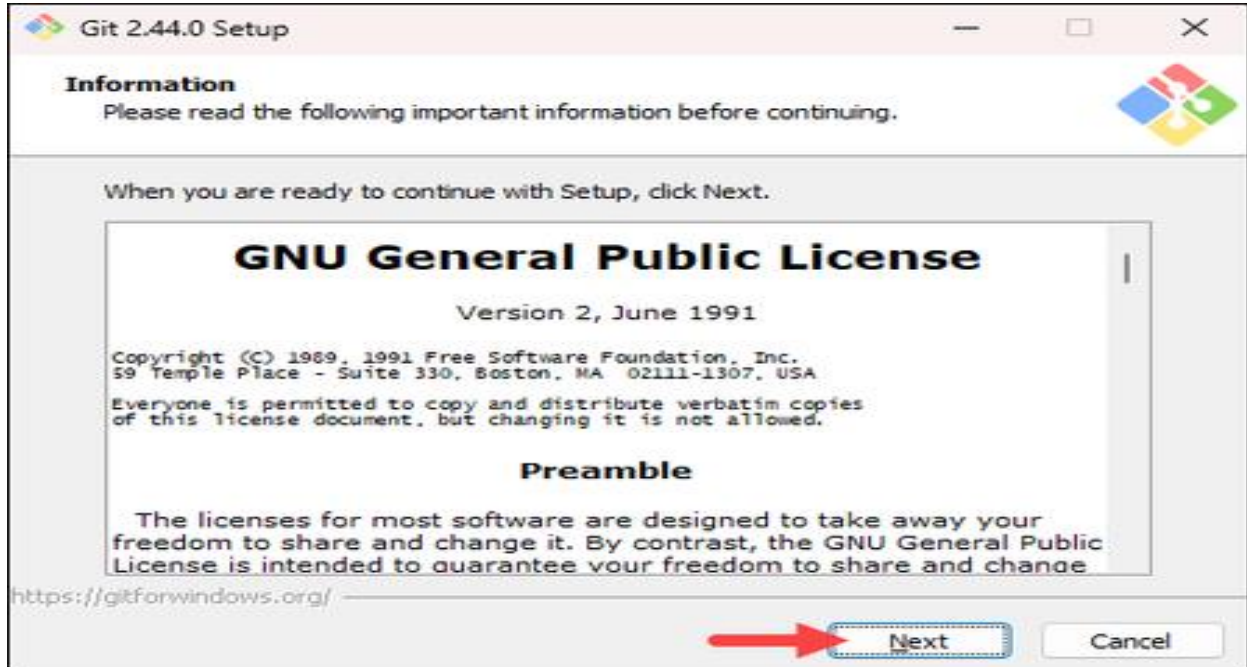 Git 2.44.0 Setup
Information
Please read the following important information before continuing.
When you are ready to continue with Setup, click Next.
GNU General Public License
Version 2, June 1991
Copyright (C) 1989, 1991 Free Software Foundation, Inc.
59 Temple Place - Suite 330, Boston, MA  02111-1307, USA
Everyone is permitted to copy and distribute verbatim copies
of this license document, but changing it is not allowed.
Preamble
The licenses for most software are designed to take away your
freedom to share and change it. By contrast, the GNU General Public
License is intended to guarantee your freedom to share and change
https://gitforwindows.org/
Next
Cancel